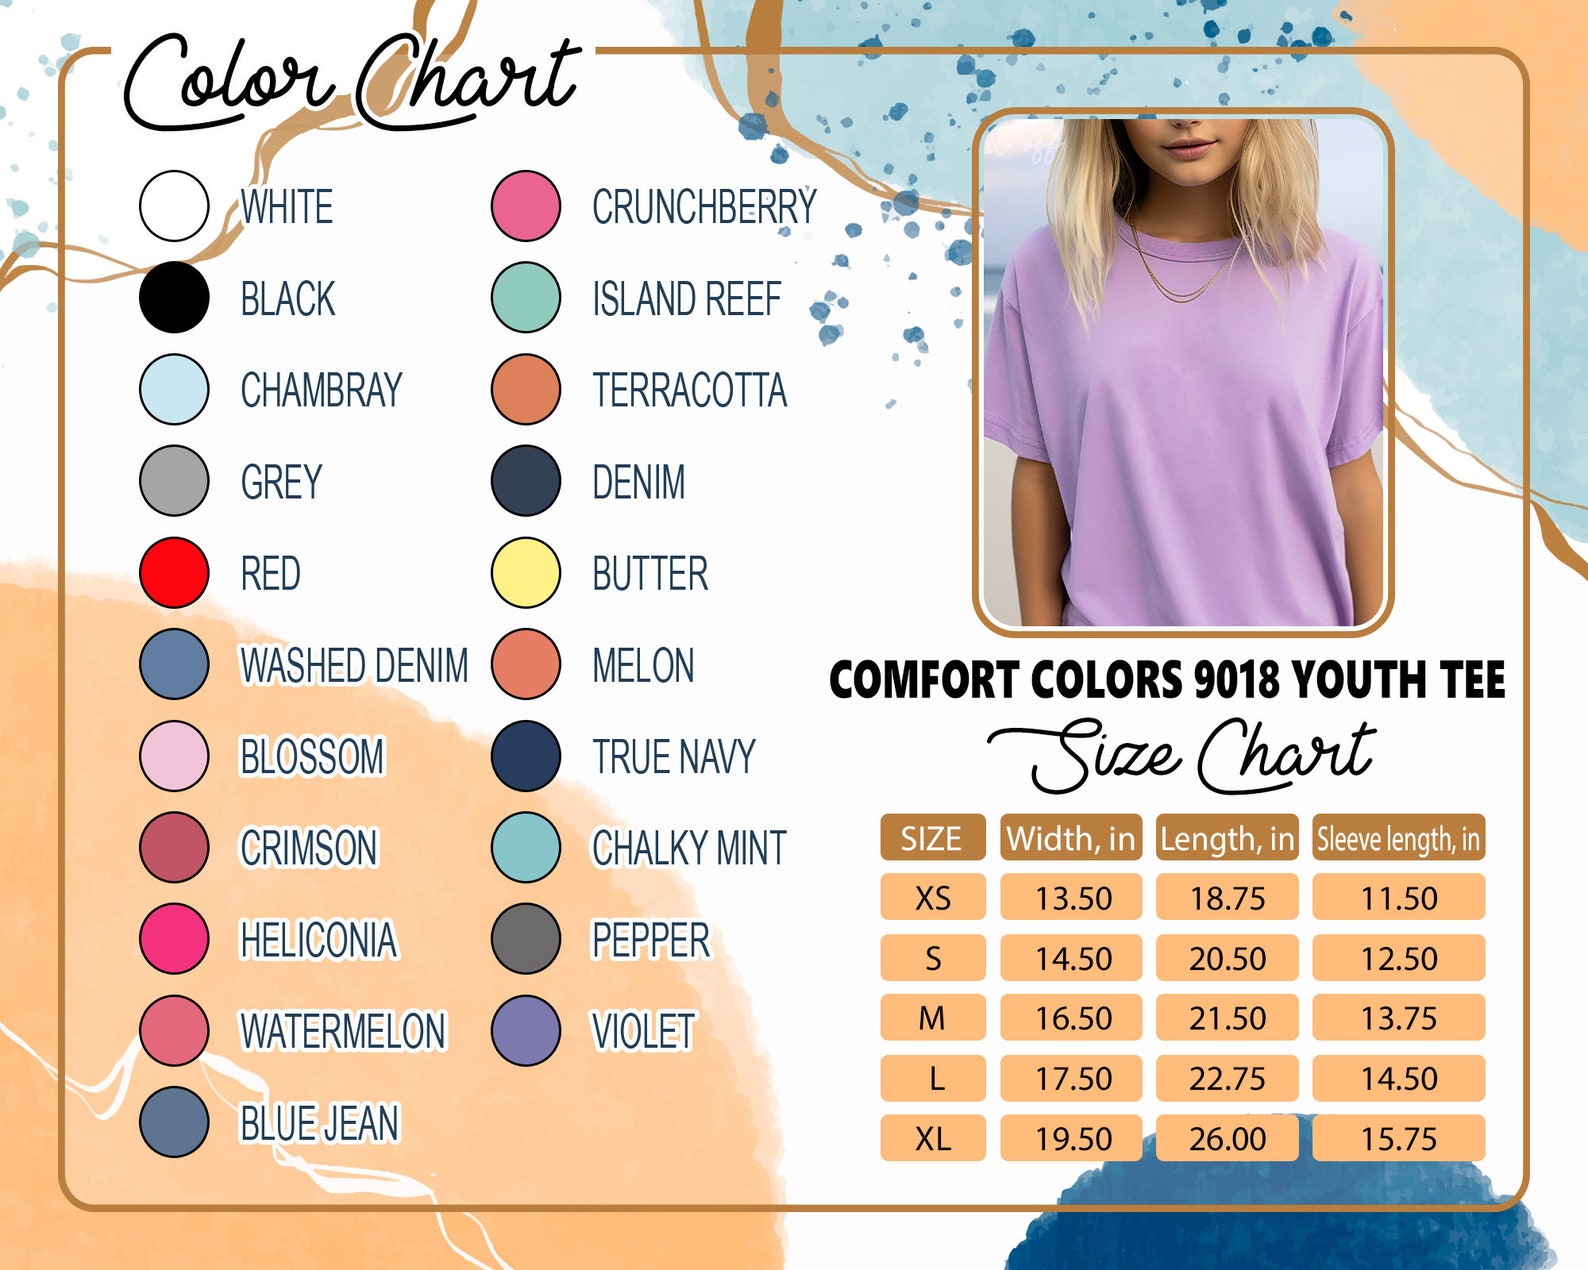 Color Chart
WHITE
BLACK
CHAMBRAY
GREY
RED
WASHED DENIM
BLOSSOM
CRIMSON
HELICONIA
WATERMELON
BLUE JEAN
CRUNCHBERRY
ISLAND REEF
TERRACOTTA
DENIM
BUTTER
MELON
TRUE NAVY
CHALKY MINT
PEPPER
VIOLET
COMFORT COLORS 9018 YOUTH TEE
Size Chart
SIZE Width, in Length, in Sleeve length, in
XS 13.50 18.75 11.50
S 14.50 20.50 12.50
M 16.50 21.50 13.75
L 17.50 22.75 14.50
XL 19.50 26.00 15.75